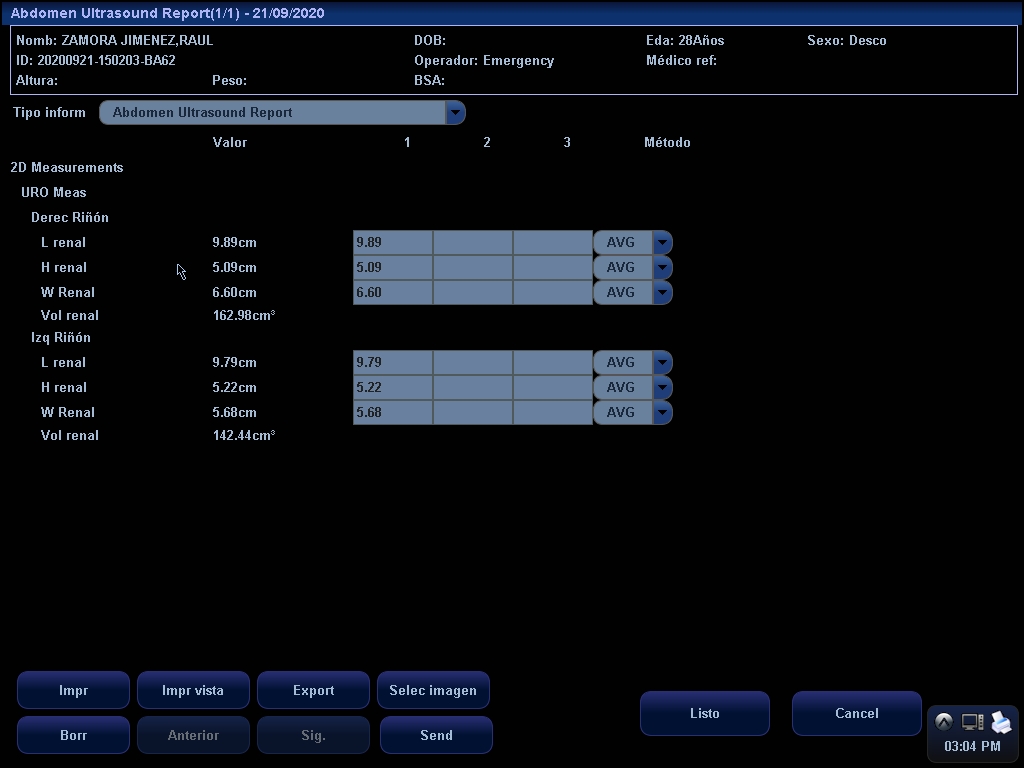 Abdomen Ultrasound Report(1/1) - 21/09/2020
Nomb: ZAMORA JIMENEZ,RAUL DOB: Eda: 28Años Sexo: Desco
ID: 20200921-150203-BA62 Operador: Emergency Médico ref:
Altura: Peso: BSA:
Tipo inform Abdomen Ultrasound Report
Valor 1 2 3 Método
2D Measurements
URO Meas
Derec Riñón
L renal 9.89cm 9.89 AVG
H renal 5.09cm 5.09 AVG
W Renal 6.60cm 6.60 AVG
Vol renal 162.98cm³
Izq Riñón
L renal 9.79cm 9.79 AVG
H renal 5.22cm 5.22 AVG
W Renal 5.68cm 5.68 AVG
Vol renal 142.44cm³
Impr Impr vista Export Selec imagen
Listo Cancel
Borr Anterior Sig. Send
03:04 PM